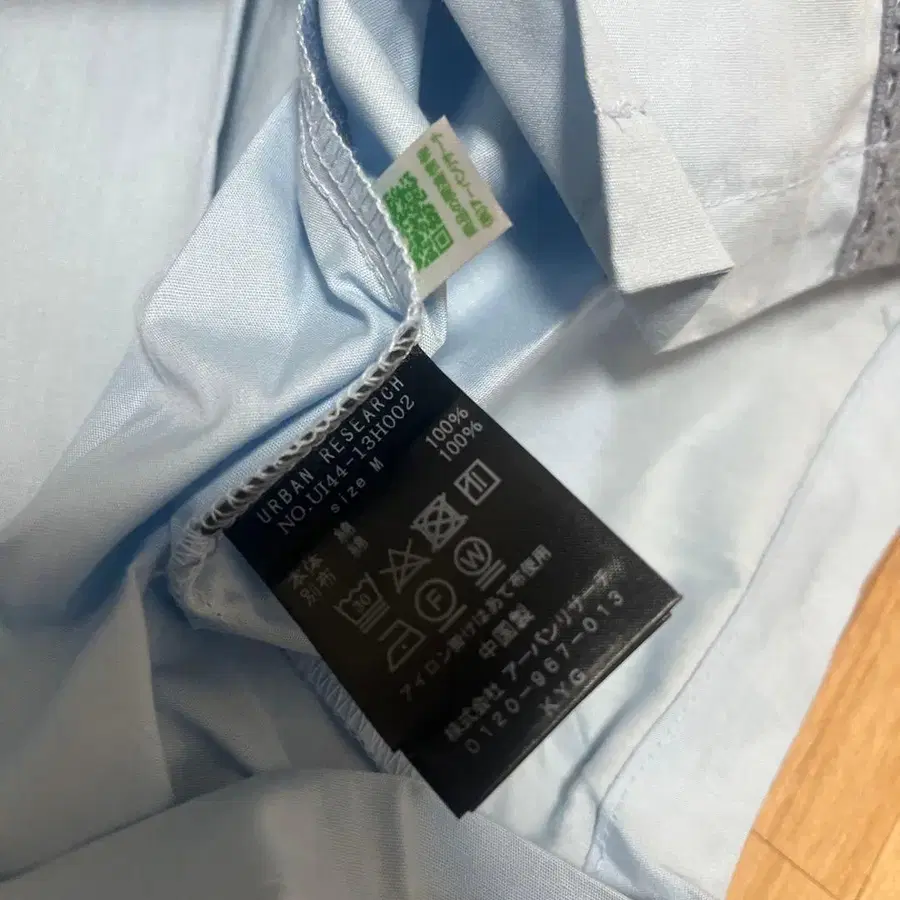 URBAN RESEARCH
NO.UI44-13H002
size M
本体 綿 100%
別布 綿 100%
30
F W
アイロン掛けはあて布使用
中国製
株式会社 アーバンリサーチ
0120-967-013
KYG